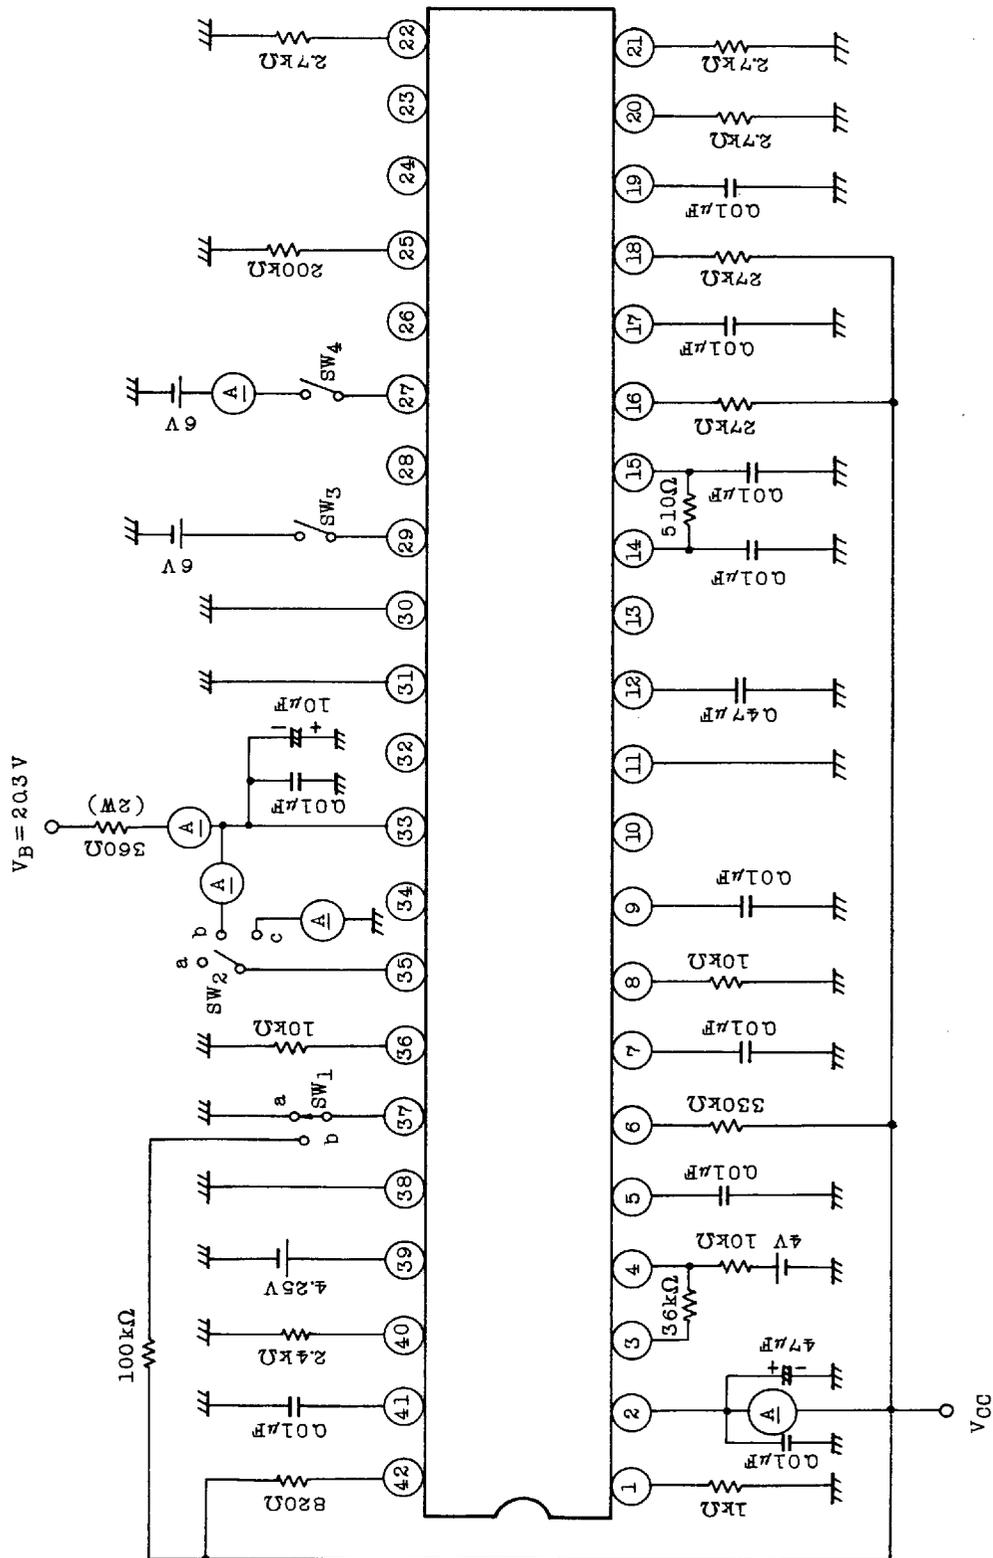 V_B = 20.3 V
360Ω (2W)
A
A
0.01μF
10μF
- +
b
c
a
SW2
A
22
2.7kΩ
23
24
25
200kΩ
26
27
SW4
A
6V
28
29
SW3
6V
30
31
32
33
34
35
36
10kΩ
37
SW1
a
b
38
39
4.25V
40
2.4kΩ
100kΩ
41
0.01μF
42
820Ω
21
2.7kΩ
20
2.7kΩ
19
0.01μF
18
27kΩ
17
0.01μF
16
27kΩ
15
0.01μF
510Ω
14
0.01μF
13
12
0.47μF
11
10
9
0.01μF
8
10kΩ
7
0.01μF
6
330kΩ
5
0.01μF
4
10kΩ
4V
36kΩ
3
2
47μF
+ -
A
0.01μF
1
1kΩ
VCC